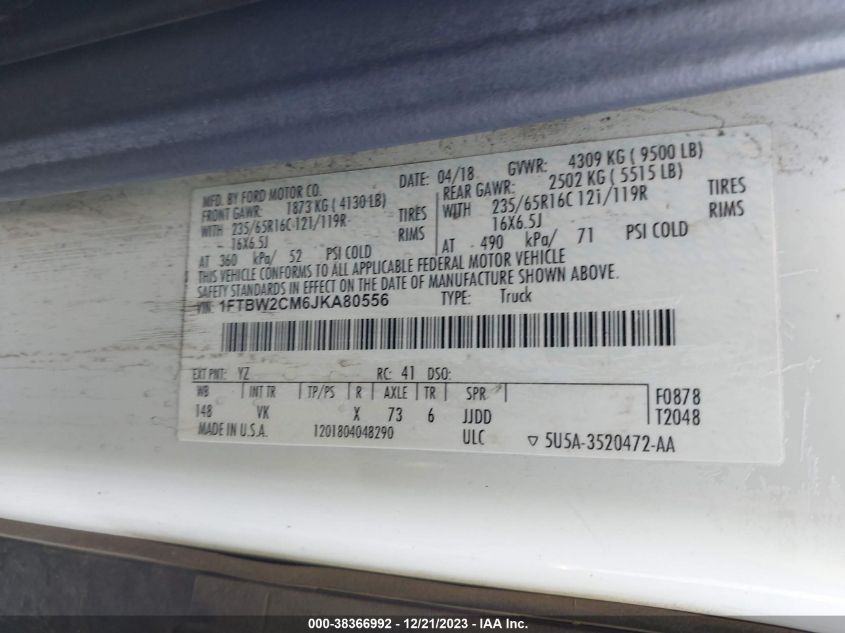 MFD. BY FORD MOTOR CO. DATE: 04/18 GVWR: 4309 KG ( 9500 LB)
FRONT GAWR: 1873 KG ( 4130 LB) REAR GAWR: 2502 KG ( 5515 LB)
WITH 235/65R16C 121/119R TIRES WITH 235/65R16C 121/119R TIRES
16X6.5J RIMS 16X6.5J RIMS
AT 360 kPa/ 52 PSI COLD AT 490 kPa/ 71 PSI COLD
THIS VEHICLE CONFORMS TO ALL APPLICABLE FEDERAL MOTOR VEHICLE
SAFETY STANDARDS IN EFFECT ON THE DATE OF MANUFACTURE SHOWN ABOVE.
VIN: 1FTBW2CM6JKA80556 TYPE: Truck
EXT PNT: YZ RC: 41 DSO:
WB INT TR TP/PS R AXLE TR SPR F0878
148 VK X 73 6 JJDD T2048
MADE IN U.S.A. 1201804048290 ULC ▽ 5U5A-3520472-AA
000-38366992 - 12/21/2023 - IAA Inc.